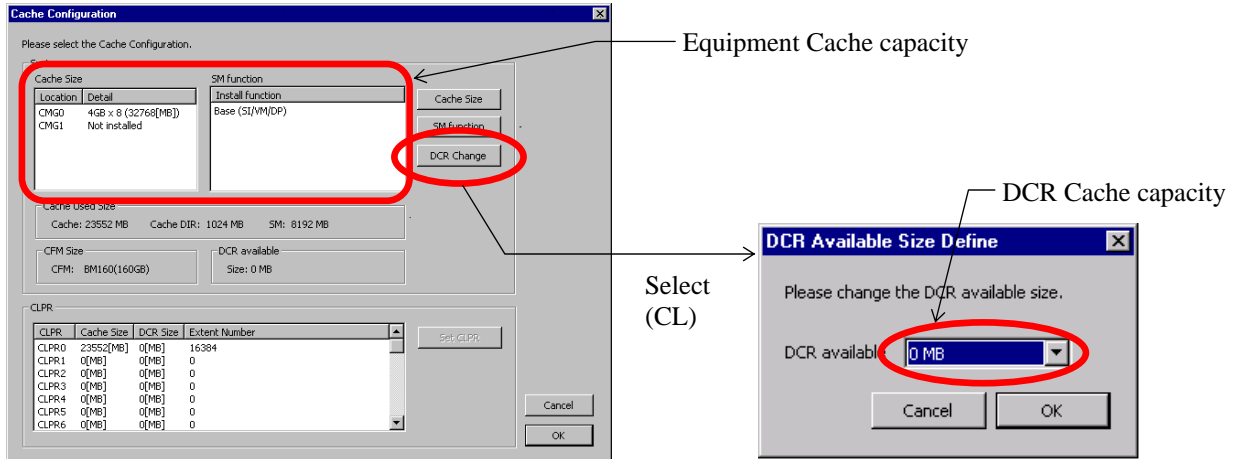 Cache Configuration
Please select the Cache Configuration.
Cache Size
Location Detail
CMG0 4GB x 8 (32768[MB])
CMG1 Not installed
SM function
Install function
Base (SI/VM/DP)
Cache Size
SM function
DCR Change
Cache Used Size
Cache: 23552 MB Cache DIR: 1024 MB SM: 8192 MB
CFM Size
CFM: BM160(160GB)
DCR available
Size: 0 MB
CLPR
CLPR Cache Size DCR Size Extent Number
CLPR0 23552[MB] 0[MB] 16384
CLPR1 0[MB] 0[MB] 0
CLPR2 0[MB] 0[MB] 0
CLPR3 0[MB] 0[MB] 0
CLPR4 0[MB] 0[MB] 0
CLPR5 0[MB] 0[MB] 0
CLPR6 0[MB] 0[MB] 0
Set CLPR
Cancel
OK
Equipment Cache capacity
Select
(CL)
DCR Cache capacity
DCR Available Size Define
Please change the DCR available size.
DCR available 0 MB
Cancel OK